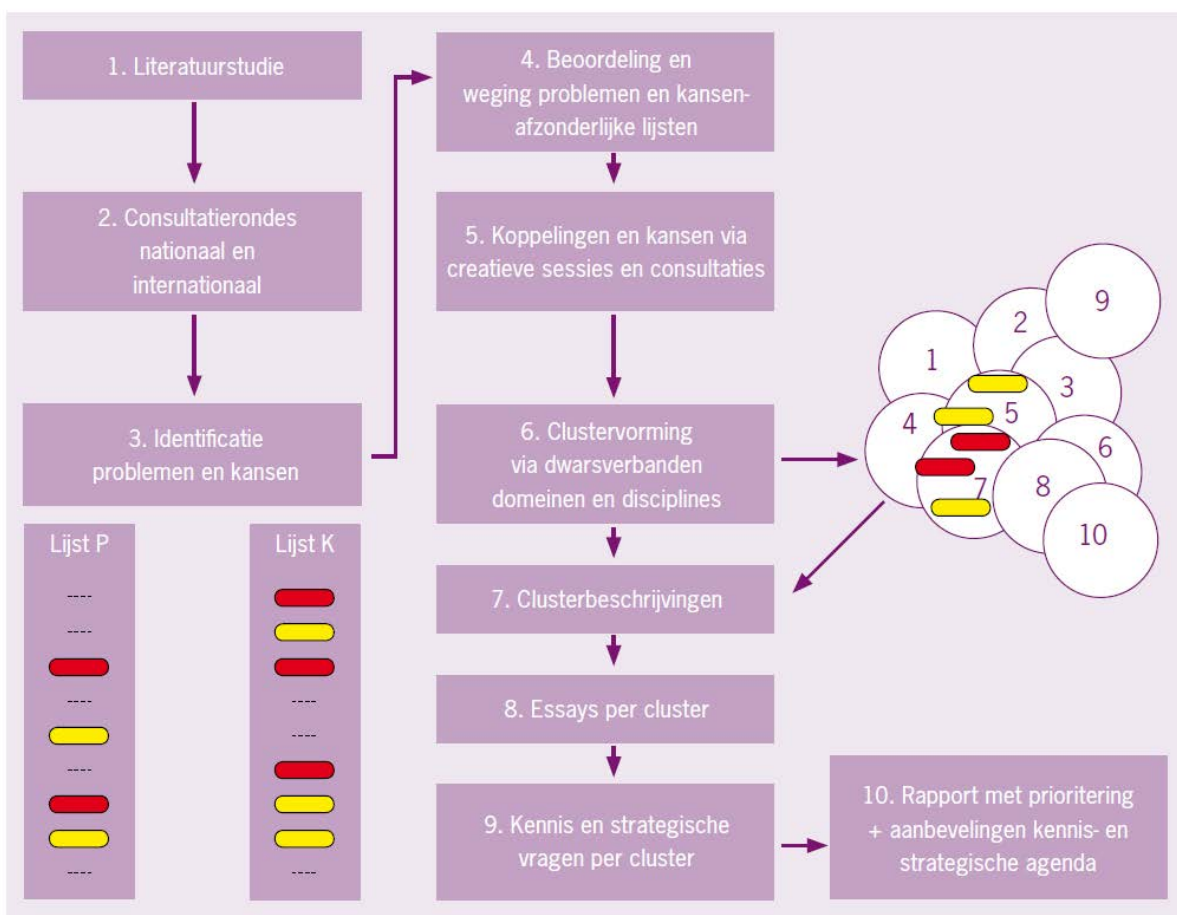 1. Literatuurstudie
2. Consultatierondes
nationaal en
internationaal
3. Identificatie
problemen en kansen
Lijst P
----
----
----
----
----
Lijst K
----
----
4. Beoordeling en
weging problemen en kansen-
afzonderlijke lijsten
5. Koppelingen en kansen via
creatieve sessies en consultaties
6. Clustervorming
via dwarsverbanden
domeinen en disciplines
7. Clusterbeschrijvingen
8. Essays per cluster
9. Kennis en strategische
vragen per cluster
10. Rapport met prioritering
+ aanbevelingen kennis- en
strategische agenda
9
2
1
3
5
4
6
7
8
10